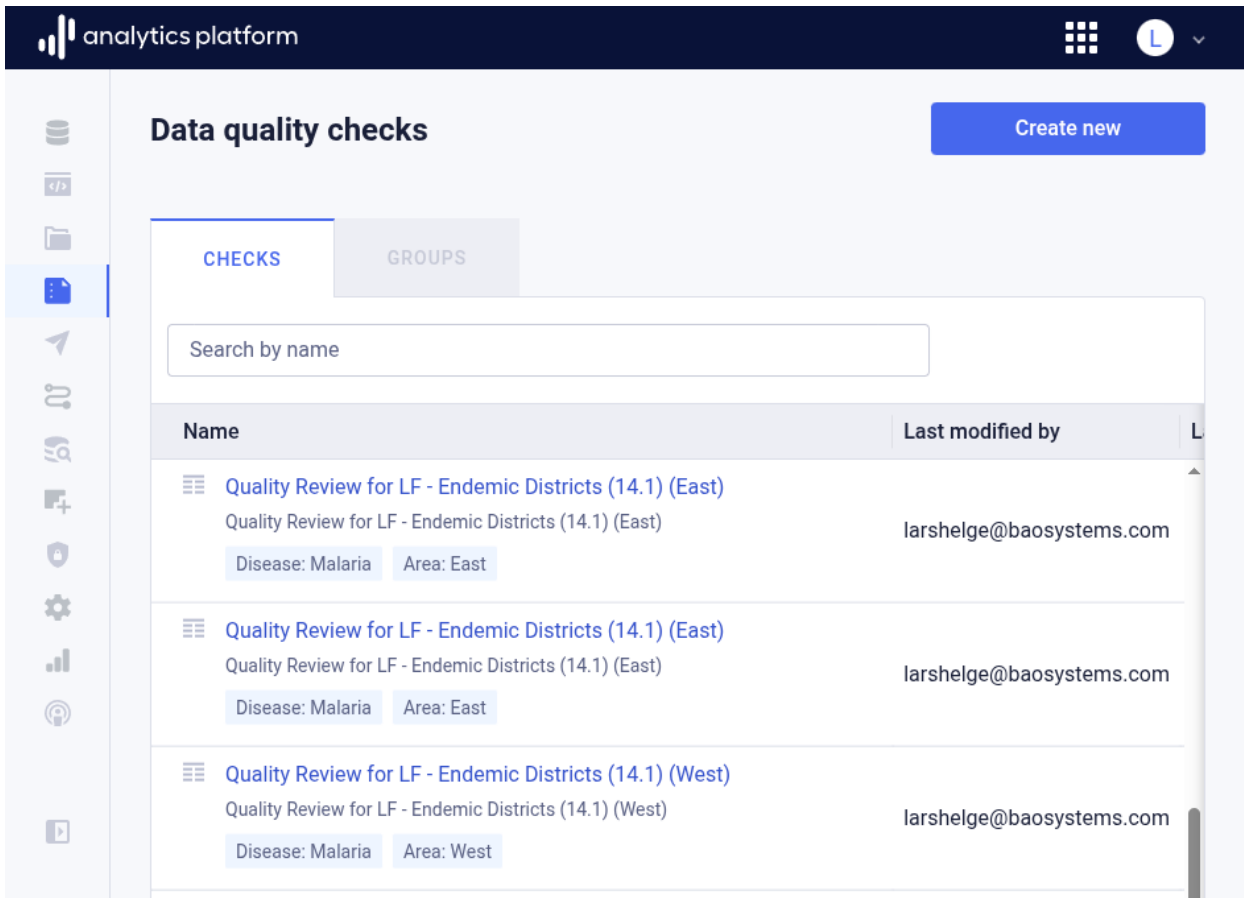 analytics platform
L
Data quality checks
Create new
CHECKS
GROUPS
Search by name
Name
Last modified by
Quality Review for LF - Endemic Districts (14.1) (East)
Quality Review for LF - Endemic Districts (14.1) (East)
larshelge@baosystems.com
Disease: Malaria
Area: East
Quality Review for LF - Endemic Districts (14.1) (East)
Quality Review for LF - Endemic Districts (14.1) (East)
larshelge@baosystems.com
Disease: Malaria
Area: East
Quality Review for LF - Endemic Districts (14.1) (West)
Quality Review for LF - Endemic Districts (14.1) (West)
larshelge@baosystems.com
Disease: Malaria
Area: West